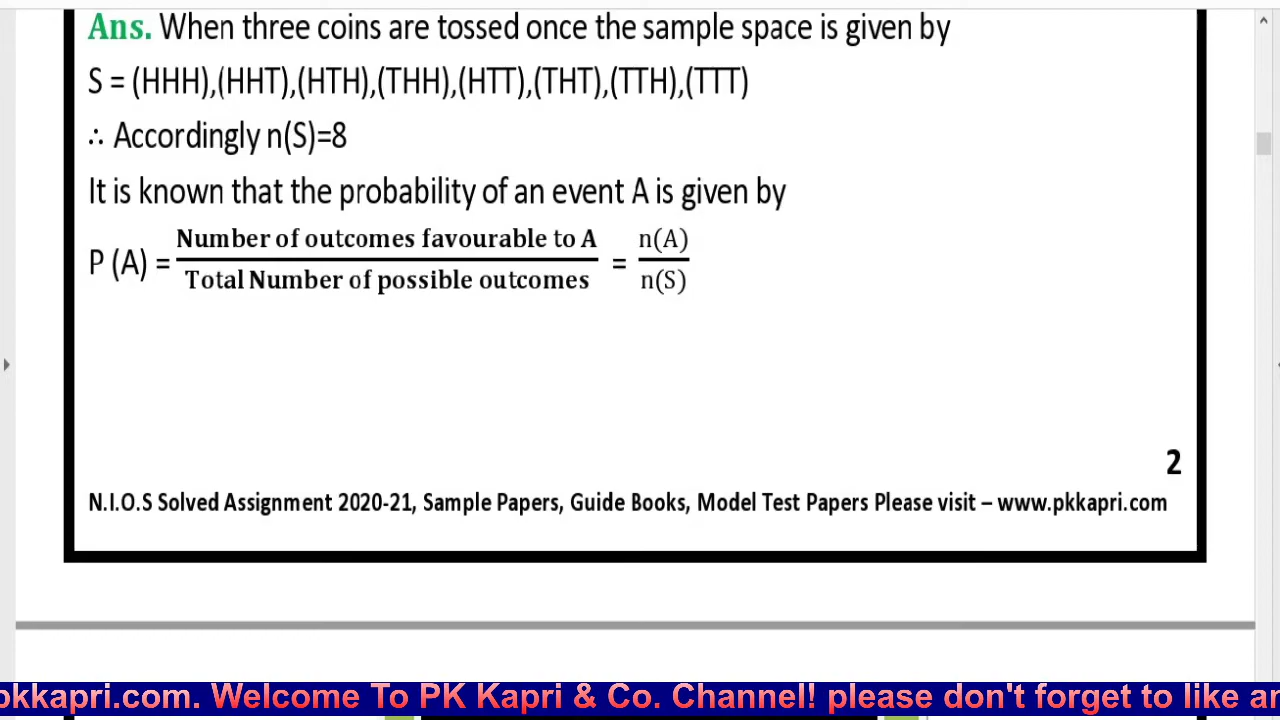 Ans. When three coins are tossed once the sample space is given by
S = (HHH),(HHT),(HTH),(THH),(HTT),(THT),(TTH),(TTT)
∴ Accordingly n(S)=8
It is known that the probability of an event A is given by
P (A) = Number of outcomes favourable to A / Total Number of possible outcomes = n(A) / n(S)
2
N.I.O.S Solved Assignment 2020-21, Sample Papers, Guide Books, Model Test Papers Please visit – www.pkkapri.com
pkkapri.com. Welcome To PK Kapri & Co. Channel! please don't forget to like